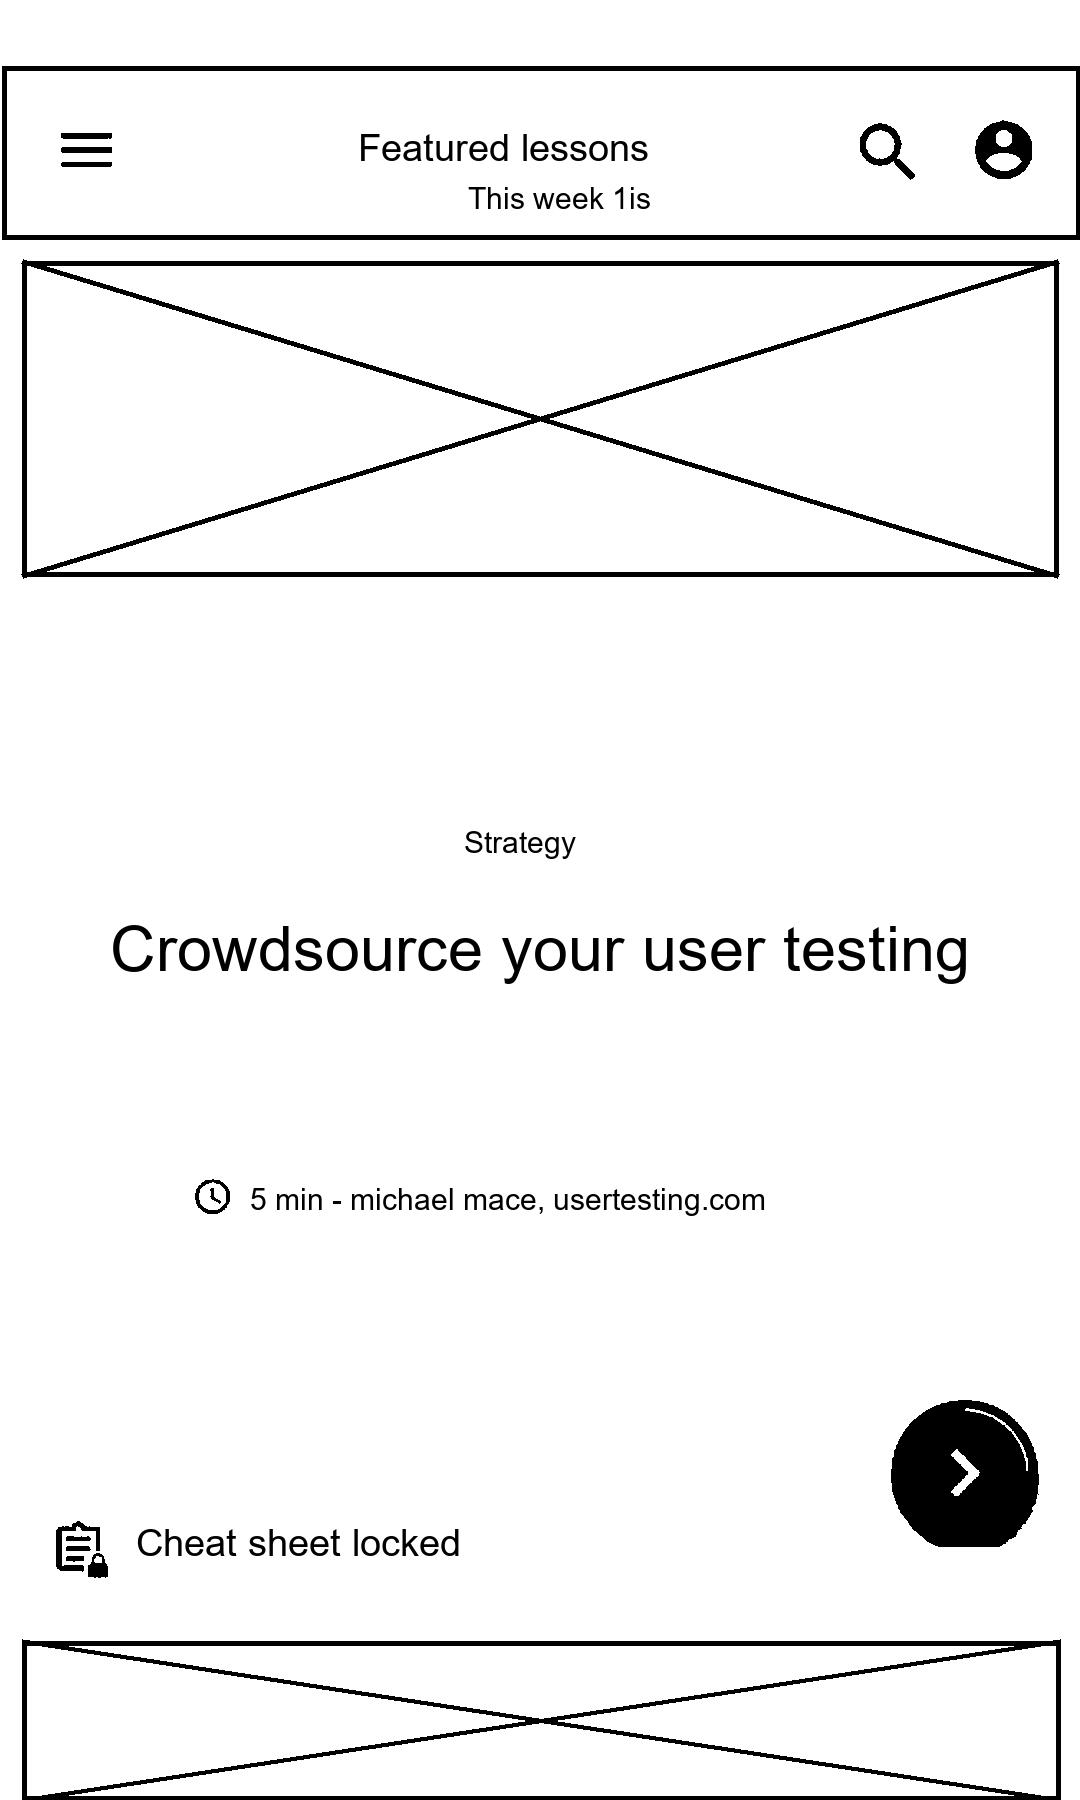 Featured lessons
This week 1is
Strategy
Crowdsource your user testing
5 min - michael mace, usertesting.com
Cheat sheet locked